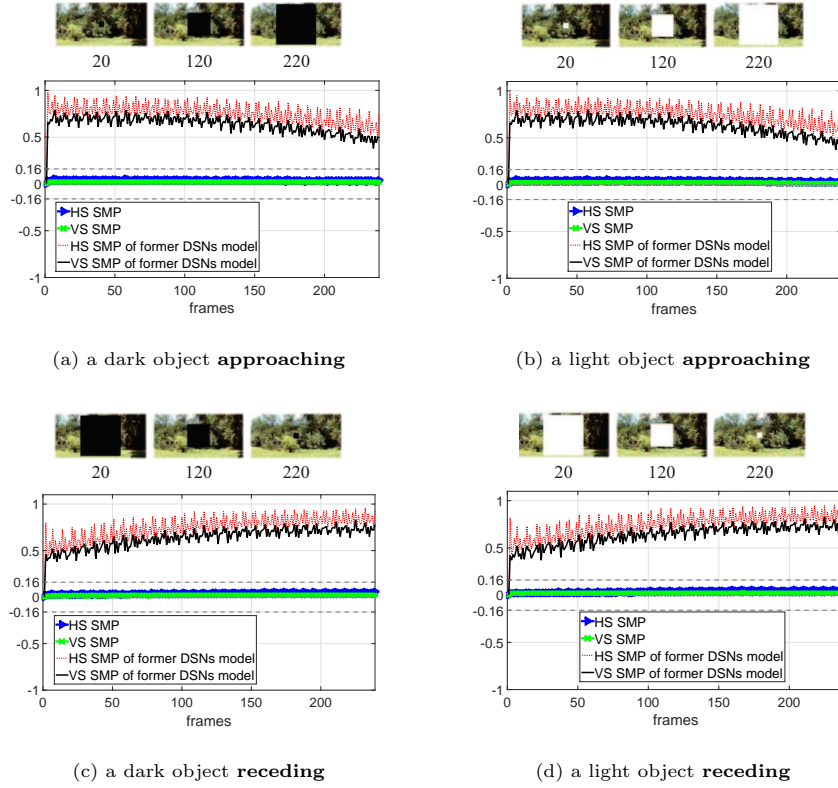 20 120 220
1
0.5
0.16
0
-0.16
-0.5
-1
HS SMP
VS SMP
HS SMP of former DSNs model
VS SMP of former DSNs model
0 50 100 150 200
frames
(a) a dark object approaching
20 120 220
1
0.5
0.16
0
-0.16
-0.5
-1
HS SMP
VS SMP
HS SMP of former DSNs model
VS SMP of former DSNs model
0 50 100 150 200
frames
(b) a light object approaching
20 120 220
1
0.5
0.16
0
-0.16
-0.5
-1
HS SMP
VS SMP
HS SMP of former DSNs model
VS SMP of former DSNs model
0 50 100 150 200
frames
(c) a dark object receding
20 120 220
1
0.5
0.16
0
-0.16
-0.5
-1
HS SMP
VS SMP
HS SMP of former DSNs model
VS SMP of former DSNs model
0 50 100 150 200
frames
(d) a light object receding